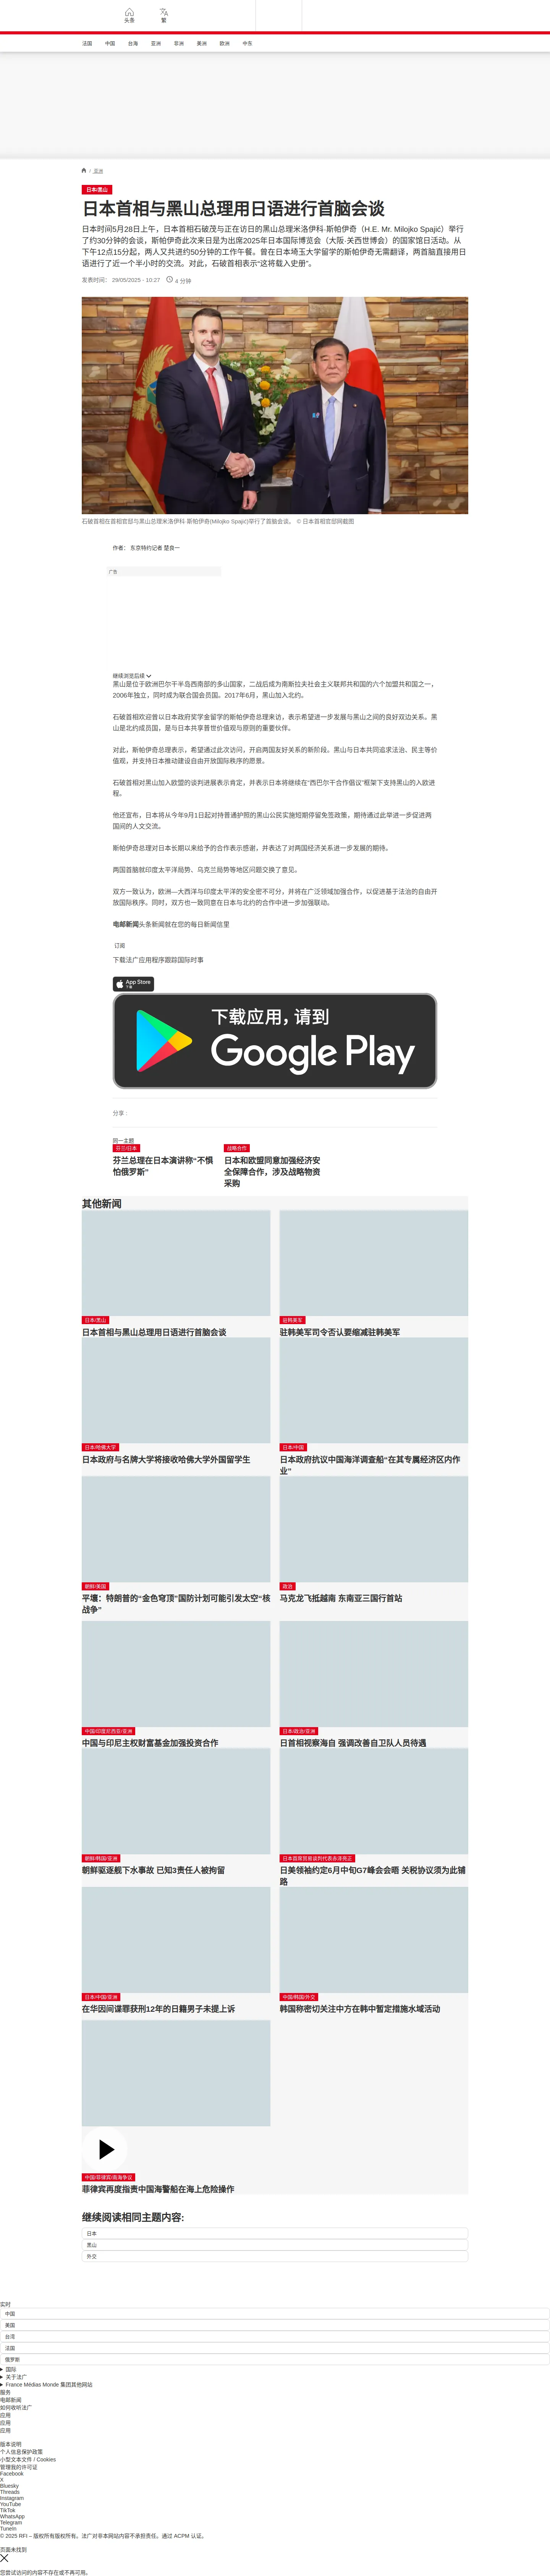 头条
繁
法国
中国
台海
亚洲
非洲
美洲
欧洲
中东
/ 亚洲
日本/黑山
日本首相与黑山总理用日语进行首脑会谈
日本时间5月28日上午，日本首相石破茂与正在访日的黑山总理米洛伊科·斯帕伊奇（H.E. Mr. Milojko Spajić）举行
了约30分钟的会谈，斯帕伊奇此次来日是为出席2025年日本国际博览会（大阪·关西世博会）的国家馆日活动。从
下午12点15分起，两人又共进约50分钟的工作午餐。曾在日本埼玉大学留学的斯帕伊奇无需翻译，两首脑直接用日
语进行了近一个半小时的交流。对此，石破首相表示“这将载入史册”。
发表时间： 29/05/2025 - 10:27
4 分钟
石破首相在首相官邸与黑山总理米洛伊科·斯帕伊奇(Milojko Spajić)举行了首脑会谈。 © 日本首相官邸网截图
作者： 东京特约记者 楚良一
广告
继续浏览后续
黑山是位于欧洲巴尔干半岛西南部的多山国家，二战后成为南斯拉夫社会主义联邦共和国的六个加盟共和国之一，
2006年独立，同时成为联合国会员国。2017年6月，黑山加入北约。
石破首相欢迎曾以日本政府奖学金留学的斯帕伊奇总理来访，表示希望进一步发展与黑山之间的良好双边关系。黑
山是北约成员国，是与日本共享普世价值观与原则的重要伙伴。
对此，斯帕伊奇总理表示，希望通过此次访问，开启两国友好关系的新阶段。黑山与日本共同追求法治、民主等价
值观，并支持日本推动建设自由开放国际秩序的愿景。
石破首相对黑山加入欧盟的谈判进展表示肯定，并表示日本将继续在“西巴尔干合作倡议”框架下支持黑山的入欧进
程。
他还宣布，日本将从今年9月1日起对持普通护照的黑山公民实施短期停留免签政策，期待通过此举进一步促进两
国间的人文交流。
斯帕伊奇总理对日本长期以来给予的合作表示感谢，并表达了对两国经济关系进一步发展的期待。
两国首脑就印度太平洋局势、乌克兰局势等地区问题交换了意见。
双方一致认为，欧洲—大西洋与印度太平洋的安全密不可分，并将在广泛领域加强合作，以促进基于法治的自由开
放国际秩序。同时，双方也一致同意在日本与北约的合作中进一步加强联动。
电邮新闻头条新闻就在您的每日新闻信里
订阅
下载法广应用程序跟踪国际时事
App Store
下载
下载应用，请到
Google Play
分享 :
同一主题
芬兰/日本
芬兰总理在日本演讲称“不惧
怕俄罗斯”
战略合作
日本和欧盟同意加强经济安
全保障合作，涉及战略物资
采购
其他新闻
日本/黑山
日本首相与黑山总理用日语进行首脑会谈
驻韩美军
驻韩美军司令否认要缩减驻韩美军
日本/哈佛大学
日本政府与名牌大学将接收哈佛大学外国留学生
日本/中国
日本政府抗议中国海洋调查船“在其专属经济区内作
业”
朝鲜/美国
平壤：特朗普的“金色穹顶”国防计划可能引发太空“核
战争”
政治
马克龙飞抵越南 东南亚三国行首站
中国/印度尼西亚/亚洲
中国与印尼主权财富基金加强投资合作
日本/政治/亚洲
日首相视察海自 强调改善自卫队人员待遇
朝鲜/韩国/亚洲
朝鲜驱逐舰下水事故 已知3责任人被拘留
日本首席贸易谈判代表赤泽亮正
日美领袖约定6月中旬G7峰会会晤 关税协议须为此铺
路
日本/中国/亚洲
在华因间谍罪获刑12年的日籍男子未提上诉
中国/韩国/外交
韩国称密切关注中方在韩中暂定措施水域活动
中国/菲律宾/南海争议
菲律宾再度指责中国海警船在海上危险操作
继续阅读相同主题内容:
日本
黑山
外交
实时
中国
美国
台湾
法国
俄罗斯
国际
关于法广
France Médias Monde 集团其他网站
服务
电邮新闻
如何收听法广
应用
应用
应用
版本说明
个人信息保护政策
小型文本文件 / Cookies
管理我的许可证
Facebook
X
Bluesky
Threads
Instagram
YouTube
TikTok
WhatsApp
Telegram
TuneIn
© 2025 RFI – 版权所有版权所有。法广对非本网站内容不承担责任。通过 ACPM 认证。
页面未找到
您尝试访问的内容不存在或不再可用。